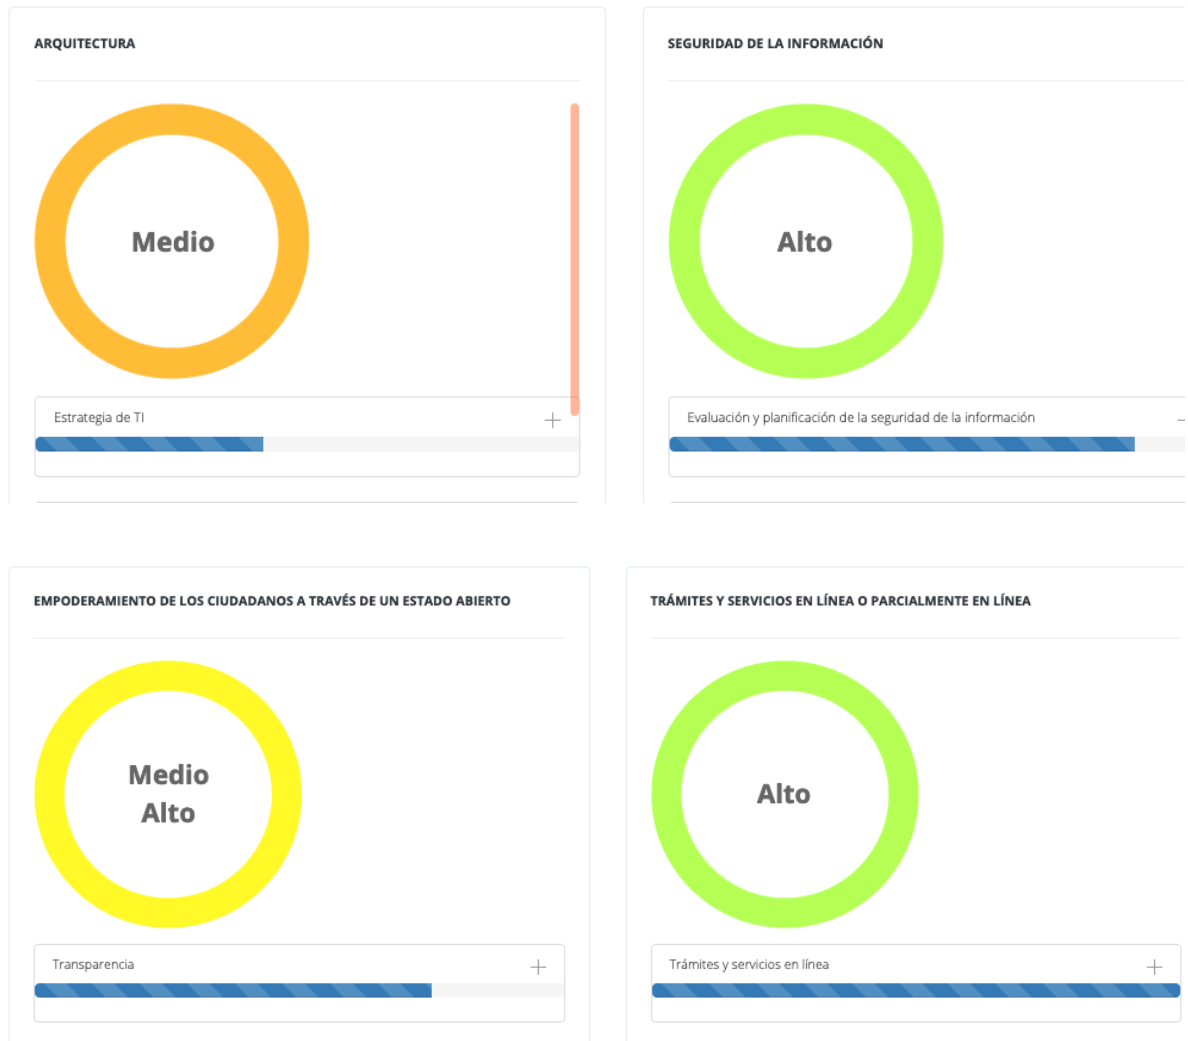 ARQUITECTURA
SEGURIDAD DE LA INFORMACIÓN
Medio
Alto
Estrategia de TI
Evaluación y planificación de la seguridad de la información
EMPODERAMIENTO DE LOS CIUDADANOS A TRAVÉS DE UN ESTADO ABIERTO
TRÁMITES Y SERVICIOS EN LÍNEA O PARCIALMENTE EN LÍNEA
Medio
Alto
Alto
Transparencia
Trámites y servicios en línea